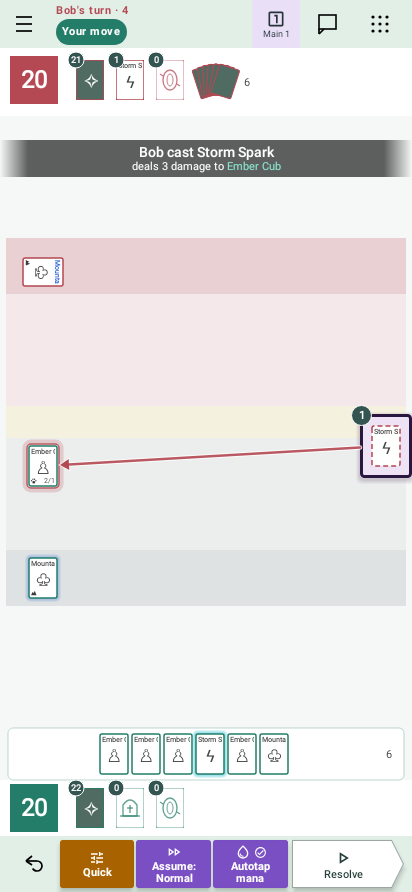 Bob's turn · 4
Your move
1
Main 1
20
21
1
torm S
0
6
Bob cast Storm Spark
deals 3 damage to Ember Cub
Mounta
1
Storm S
Ember C
2/1
Mounta
Ember C
Ember C
Ember C
Storm S
Ember C
Mounta
6
20
22
0
0
Quick
Assume:
Normal
Autotap
mana
Resolve